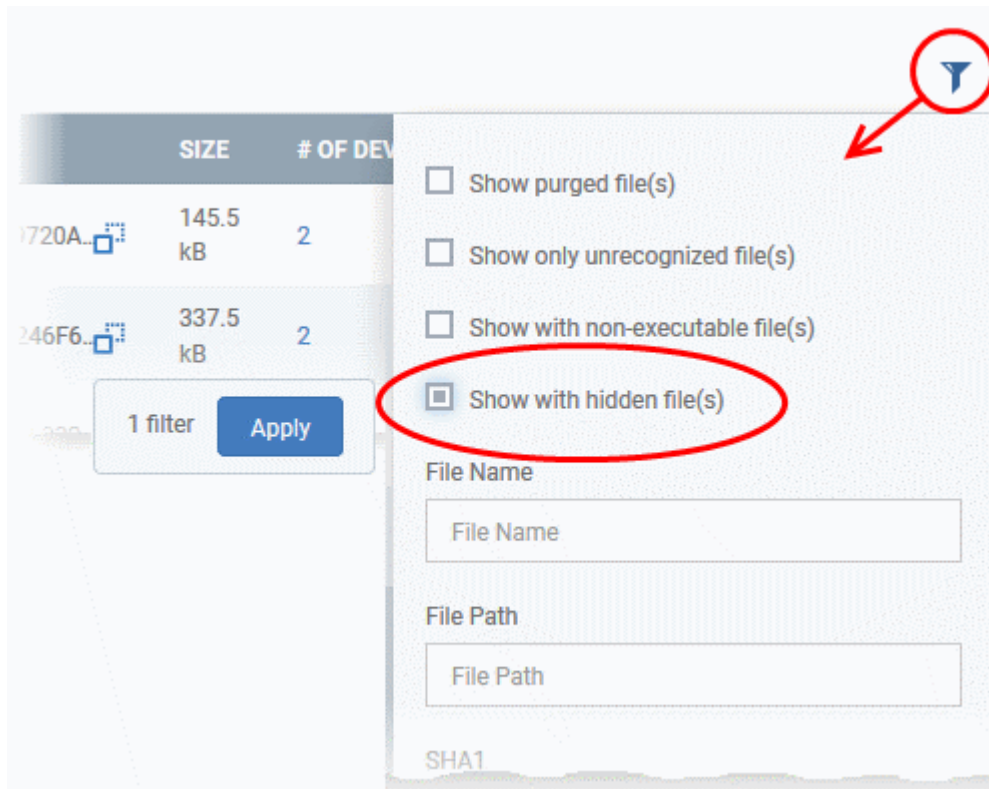 SIZE # OF DEV
Show purged file(s)
720A..
145.5
kB
2
Show only unrecognized file(s)
246F6..
337.5
kB
2
Show with non-executable file(s)
Show with hidden file(s)
1 filter Apply
File Name
File Name
File Path
File Path
SHA1